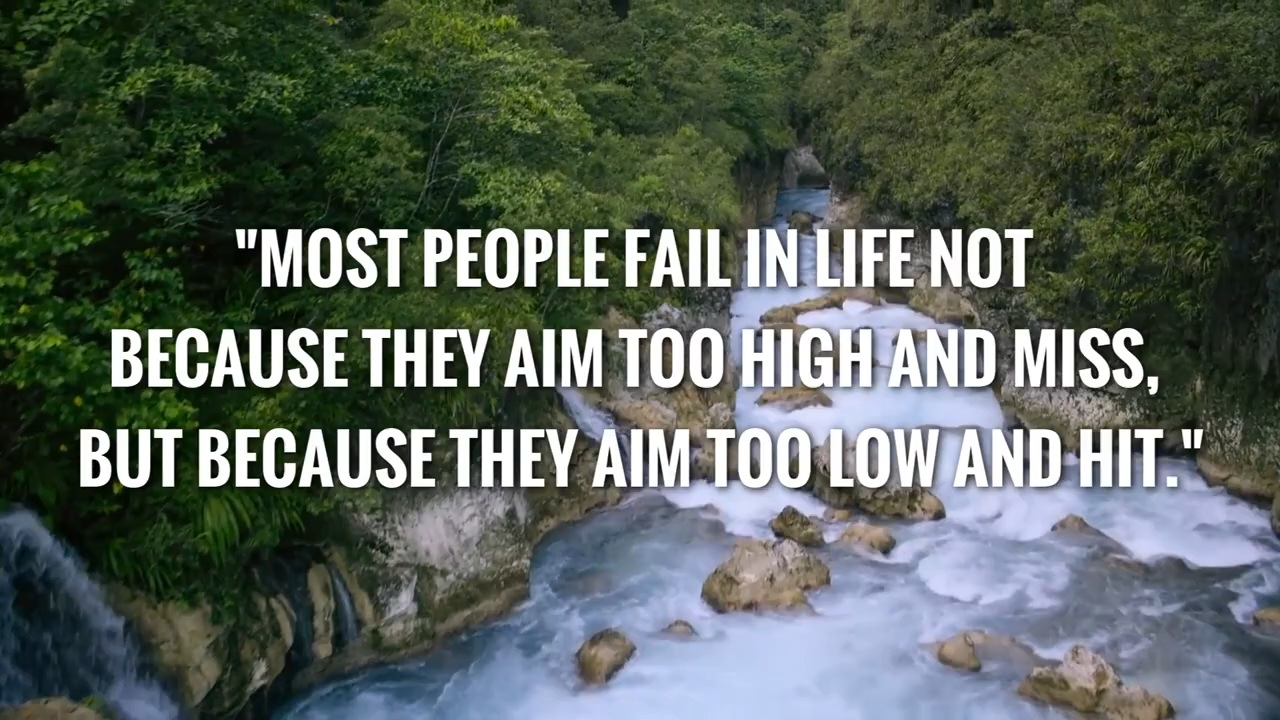 "MOST PEOPLE FAIL IN LIFE NOT
BECAUSE THEY AIM TOO HIGH AND MISS,
BUT BECAUSE THEY AIM TOO LOW AND HIT."